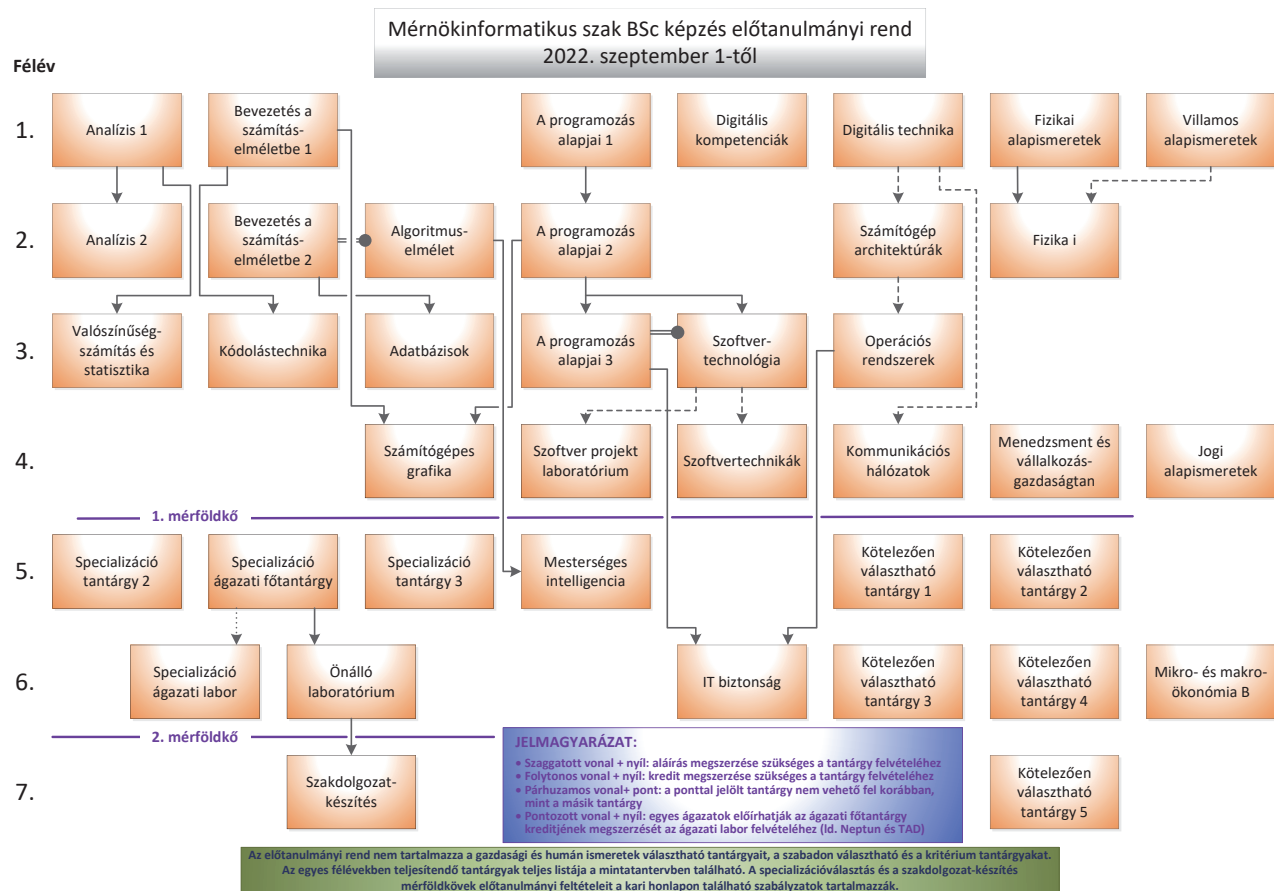 Mérnökinformatikus szak BSc képzés előtanulmányi rend
2022. szeptember 1-től
Félév
1.
Analízis 1
Bevezetés a
számítás-
elméletbe 1
A programozás
alapjai 1
Digitális
kompetenciák
Digitális technika
Fizikai
alapismeretek
Villamos
alapismeretek
2.
Analízis 2
Bevezetés a
számítás-
elméletbe 2
Algoritmus-
elmélet
A programozás
alapjai 2
Számítógép
architektúrák
Fizika i
3.
Valószínűség-
számítás és
statisztika
Kódolástechnika
Adatbázisok
A programozás
alapjai 3
Szoftver-
technológia
Operációs
rendszerek
4.
Számítógépes
grafika
Szoftver projekt
laboratórium
Szoftvertechnikák
Kommunikációs
hálózatok
Menedzsment és
vállalkozás-
gazdaságtan
Jogi
alapismeretek
1. mérföldkő
5.
Specializáció
tantárgy 2
Specializáció
ágazati főtantárgy
Specializáció
tantárgy 3
Mesterséges
intelligencia
Kötelezően
választható
tantárgy 1
Kötelezően
választható
tantárgy 2
6.
Specializáció
ágazati labor
Önálló
laboratórium
IT biztonság
Kötelezően
választható
tantárgy 3
Kötelezően
választható
tantárgy 4
Mikro- és makro-
ökonómia B
2. mérföldkő
7.
Szakdolgozat-
készítés
JELMAGYARÁZAT:
• Szaggatott vonal + nyíl: aláírás megszerzése szükséges a tantárgy felvételéhez
• Folytonos vonal + nyíl: kredit megszerzése szükséges a tantárgy felvételéhez
• Párhuzamos vonal+ pont: a ponttal jelölt tantárgy nem vehető fel korábban,
mint a másik tantárgy
• Pontozott vonal + nyíl: egyes ágazatok előírhatják az ágazati főtantárgy
kreditjének megszerzését az ágazati labor felvételéhez (ld. Neptun és TAD)
Kötelezően
választható
tantárgy 5
Az előtanulmányi rend nem tartalmazza a gazdasági és humán ismeretek választható tantárgyait, a szabadon választható és a kritérium tantárgyakat.
Az egyes félévekben teljesítendő tantárgyak teljes listája a mintatantervben található. A specializációválasztás és a szakdolgozat-készítés
mérföldkövek előtanulmányi feltételeit a kari honlapon található szabályzatok tartalmazzák.